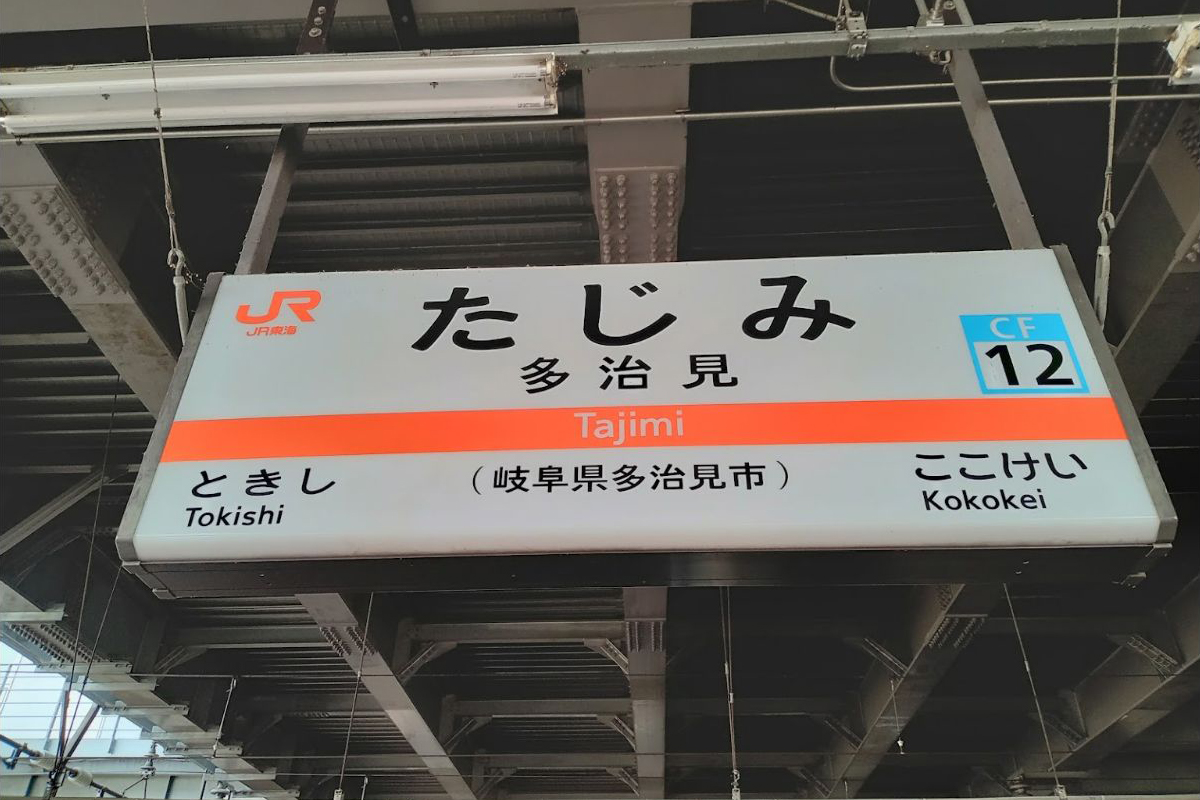 JR
JR東海
たじみ
多治見
CF
12
Tajimi
ときし
Tokishi
（岐阜県多治見市）
ここけい
Kokokei